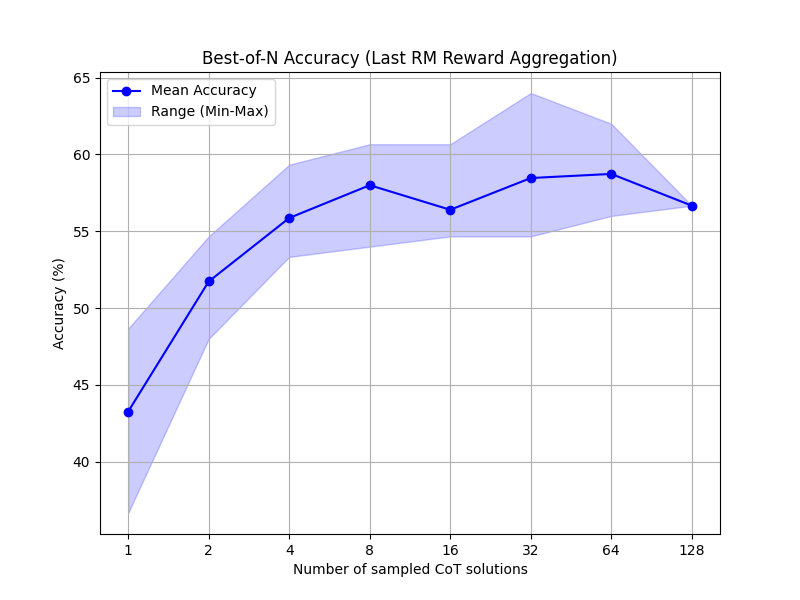 Best-of-N Accuracy (Last RM Reward Aggregation)
Mean Accuracy
Range (Min-Max)
Accuracy (%)
65
60
55
50
45
40
1 2 4 8 16 32 64 128
Number of sampled CoT solutions